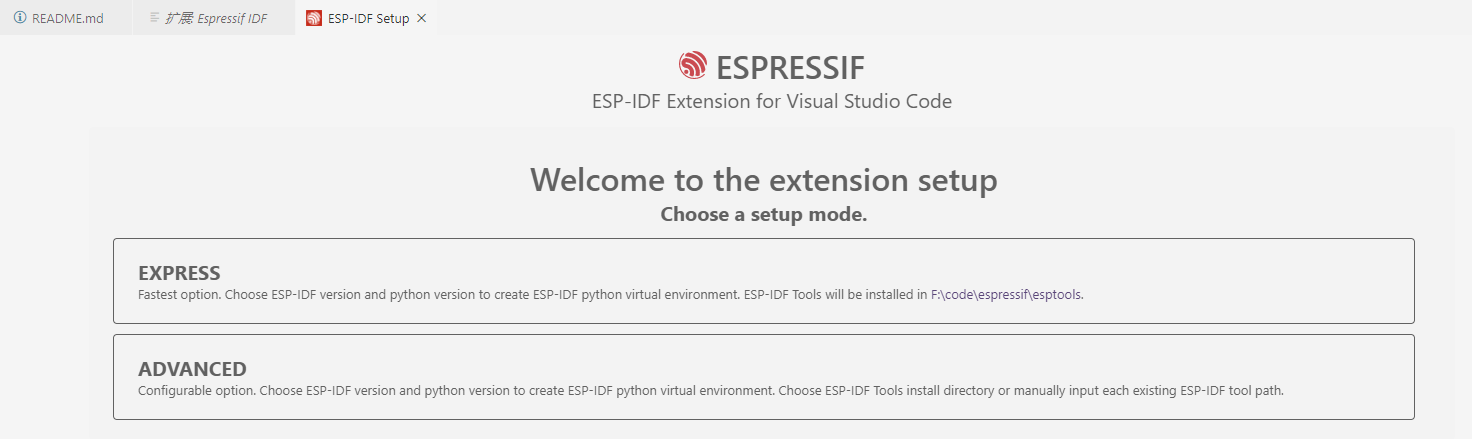 README.md
扩展: Espressif IDF
ESP-IDF Setup
ESPRESSIF
ESP-IDF Extension for Visual Studio Code
Welcome to the extension setup
Choose a setup mode.
EXPRESS
Fastest option. Choose ESP-IDF version and python version to create ESP-IDF python virtual environment. ESP-IDF Tools will be installed in F:\code\espressif\esptools.
ADVANCED
Configurable option. Choose ESP-IDF version and python version to create ESP-IDF python virtual environment. Choose ESP-IDF Tools install directory or manually input each existing ESP-IDF tool path.